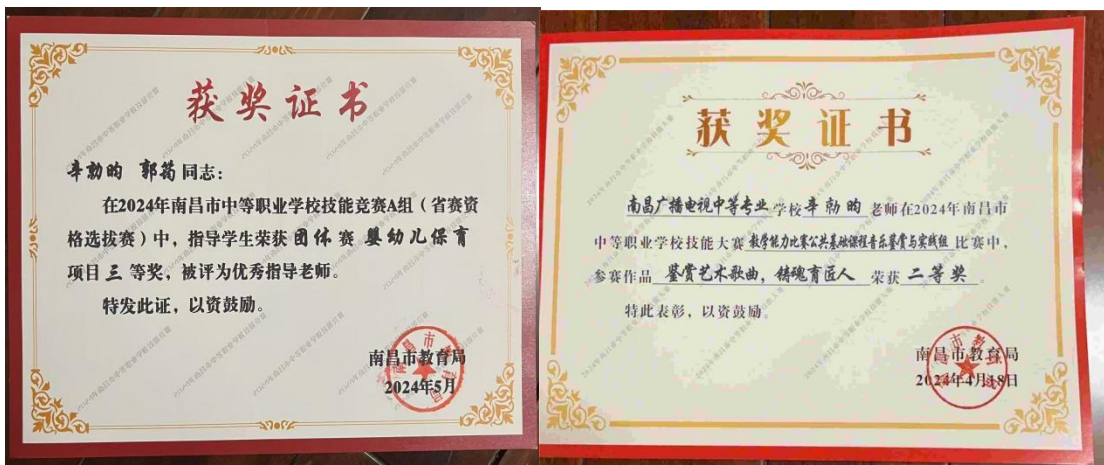 获奖证书
辛勃昀 郭筠 同志：
在2024年南昌市中等职业学校技能竞赛A组（省赛资
格选拔赛）中，指导学生荣获 团体 赛 婴幼儿保育
项目 三 等奖，被评为优秀指导老师。
特发此证，以资鼓励。
南昌市教育局
2024年5月
获奖证书
南昌广播电视中等专业 学校 辛勃昀 老师在2024年南昌市
中等职业学校技能大赛 教学能力比赛公共基础课程音乐鉴赏与实践组 比赛中，
参赛作品 鉴赏艺术歌曲，铸魂育匠人 荣获 二等奖。
特此表彰，以资鼓励。
南昌市教育局
2024年4月18日